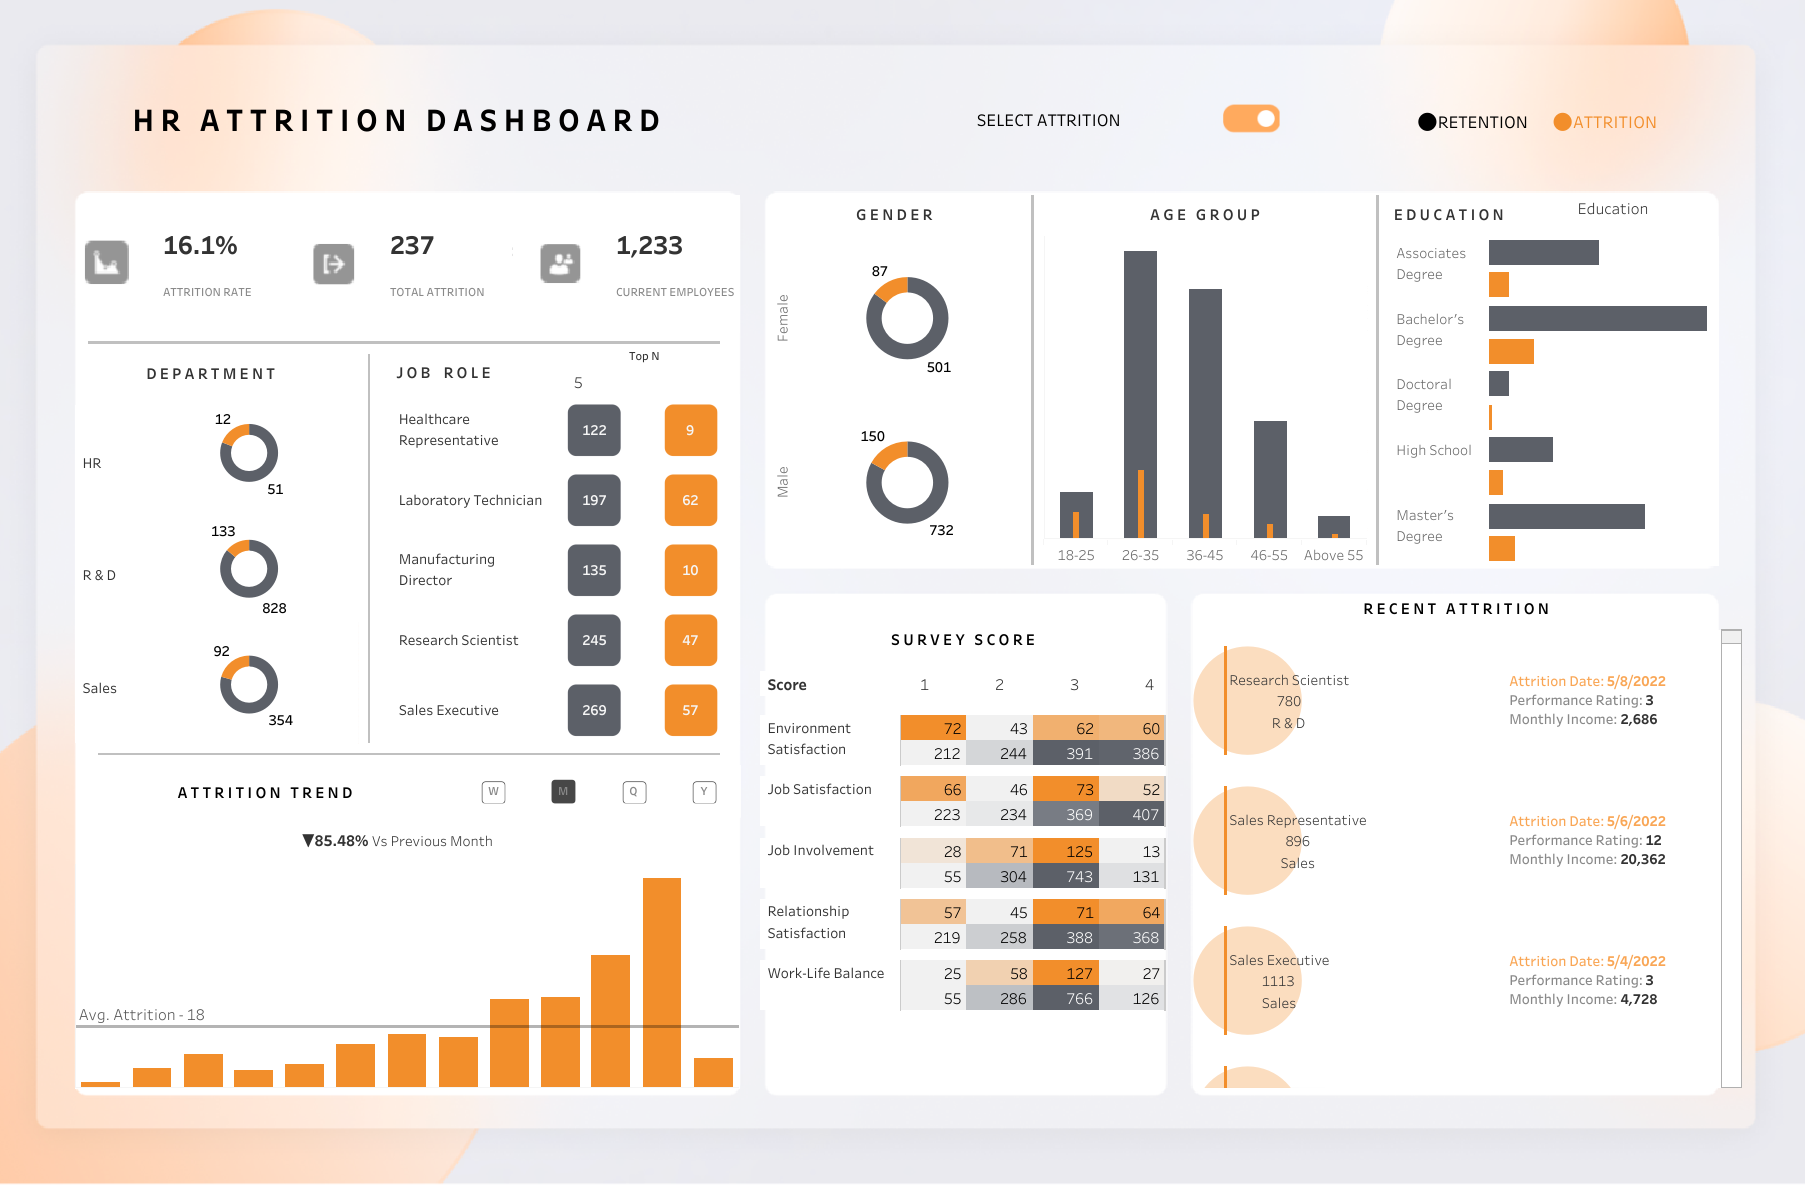 HR ATTRITION DASHBOARD
SELECT ATTRITION
RETENTION
ATTRITION
16.1%
ATTRITION RATE
237
TOTAL ATTRITION
1,233
CURRENT EMPLOYEES
DEPARTMENT
12
HR
51
133
R & D
828
92
Sales
354
JOB ROLE
Top N
5
Healthcare
Representative
122
9
Laboratory Technician
197
62
Manufacturing
Director
135
10
Research Scientist
245
47
Sales Executive
269
57
ATTRITION TREND
W
M
Q
Y
▼85.48% Vs Previous Month
Avg. Attrition - 18
GENDER
Female
87
501
Male
150
732
AGE GROUP
18-25
26-35
36-45
46-55
Above 55
EDUCATION
Education
Associates
Degree
Bachelor's
Degree
Doctoral
Degree
High School
Master's
Degree
SURVEY SCORE
Score 1 2 3 4
Environment
Satisfaction
72 43 62 60
212 244 391 386
Job Satisfaction
66 46 73 52
223 234 369 407
Job Involvement
28 71 125 13
55 304 743 131
Relationship
Satisfaction
57 45 71 64
219 258 388 368
Work-Life Balance
25 58 127 27
55 286 766 126
RECENT ATTRITION
Research Scientist
780
R & D
Attrition Date: 5/8/2022
Performance Rating: 3
Monthly Income: 2,686
Sales Representative
896
Sales
Attrition Date: 5/6/2022
Performance Rating: 12
Monthly Income: 20,362
Sales Executive
1113
Sales
Attrition Date: 5/4/2022
Performance Rating: 3
Monthly Income: 4,728